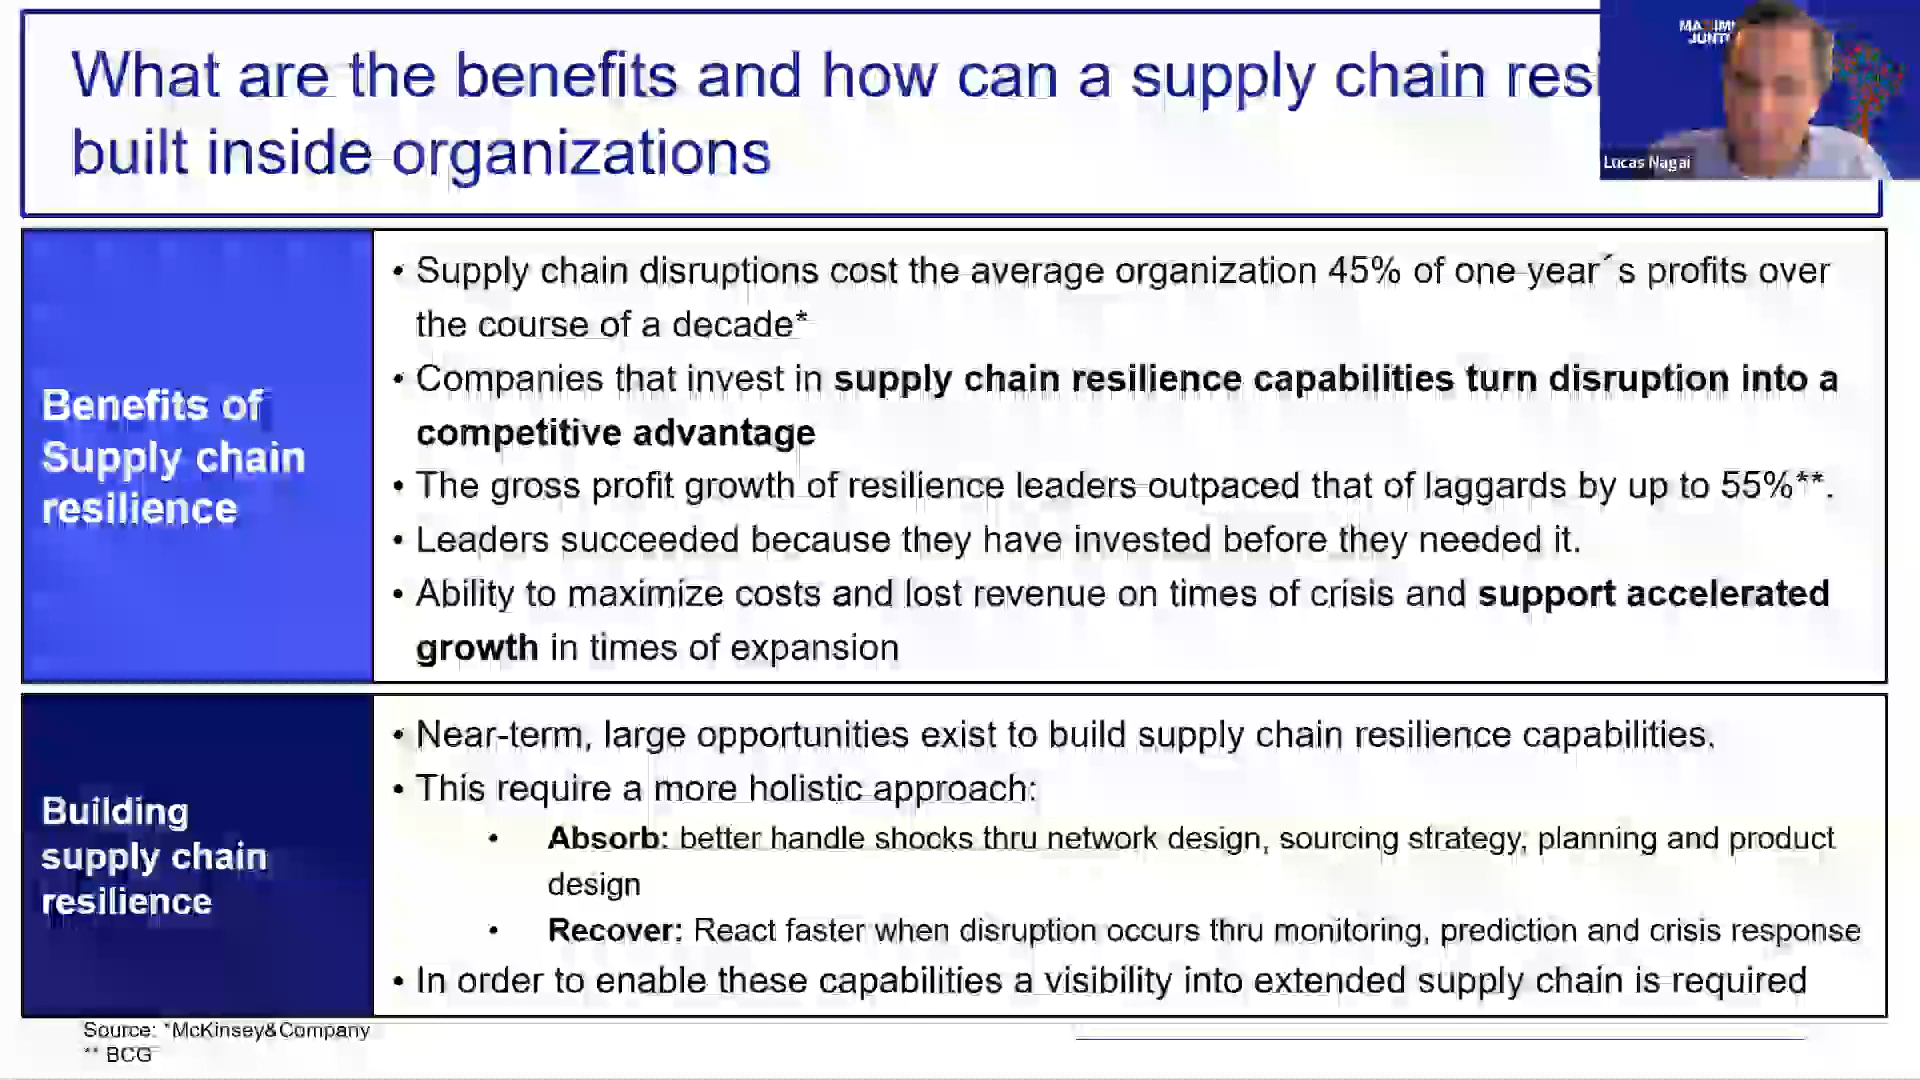 What are the benefits and how can a supply chain resi
built inside organizations
MAXIM
JUNT
Lucas Nagai
Benefits of
Supply chain
resilience
• Supply chain disruptions cost the average organization 45% of one year´s profits over
the course of a decade*
• Companies that invest in supply chain resilience capabilities turn disruption into a
competitive advantage
• The gross profit growth of resilience leaders outpaced that of laggards by up to 55%**.
• Leaders succeeded because they have invested before they needed it.
• Ability to maximize costs and lost revenue on times of crisis and support accelerated
growth in times of expansion
Building
supply chain
resilience
• Near-term, large opportunities exist to build supply chain resilience capabilities.
• This require a more holistic approach:
• Absorb: better handle shocks thru network design, sourcing strategy; planning and product
design
• Recover: React faster when disruption occurs thru monitoring, prediction and crisis response
• In order to enable these capabilities a visibility into extended supply chain is required
Source: *McKinsey&Company
** BCG